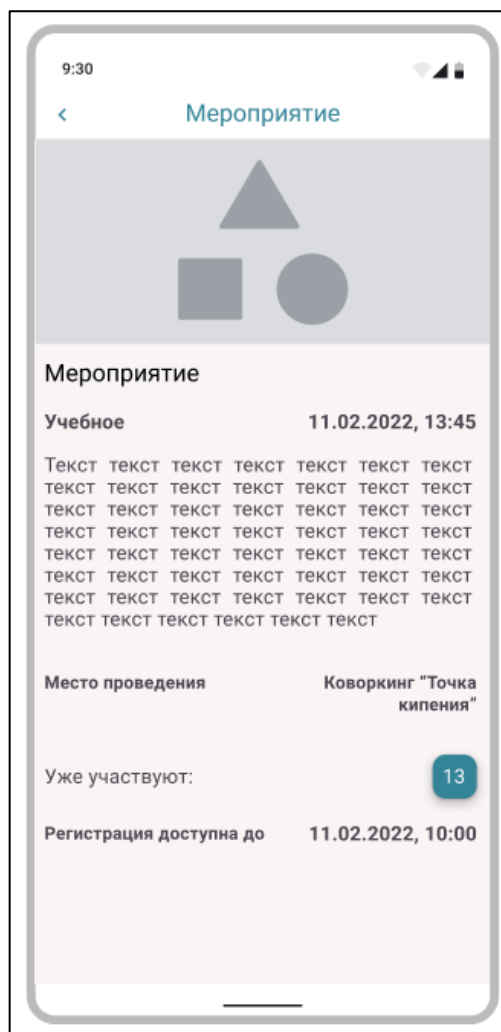 9:30
Мероприятие
Мероприятие
Учебное 11.02.2022, 13:45
Текст текст текст текст текст текст текст
текст текст текст текст текст текст текст
текст текст текст текст текст текст текст
текст текст текст текст текст текст текст
текст текст текст текст текст текст текст
текст текст текст текст текст текст текст
текст текст текст текст текст текст текст
текст текст текст текст текст текст
Место проведения Коворкинг "Точка
кипения"
Уже участвуют: 13
Регистрация доступна до 11.02.2022, 10:00